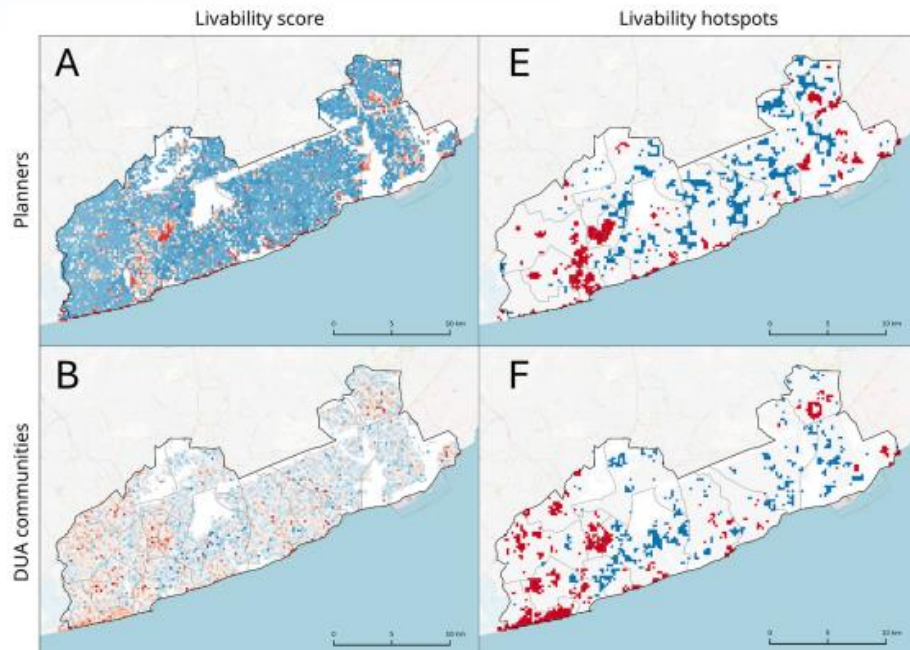 Livability score
Livability hotspots
Planners
A
E
0 5 10 km
0 5 10 km
DUA communities
B
F
0 5 10 km
0 5 10 km